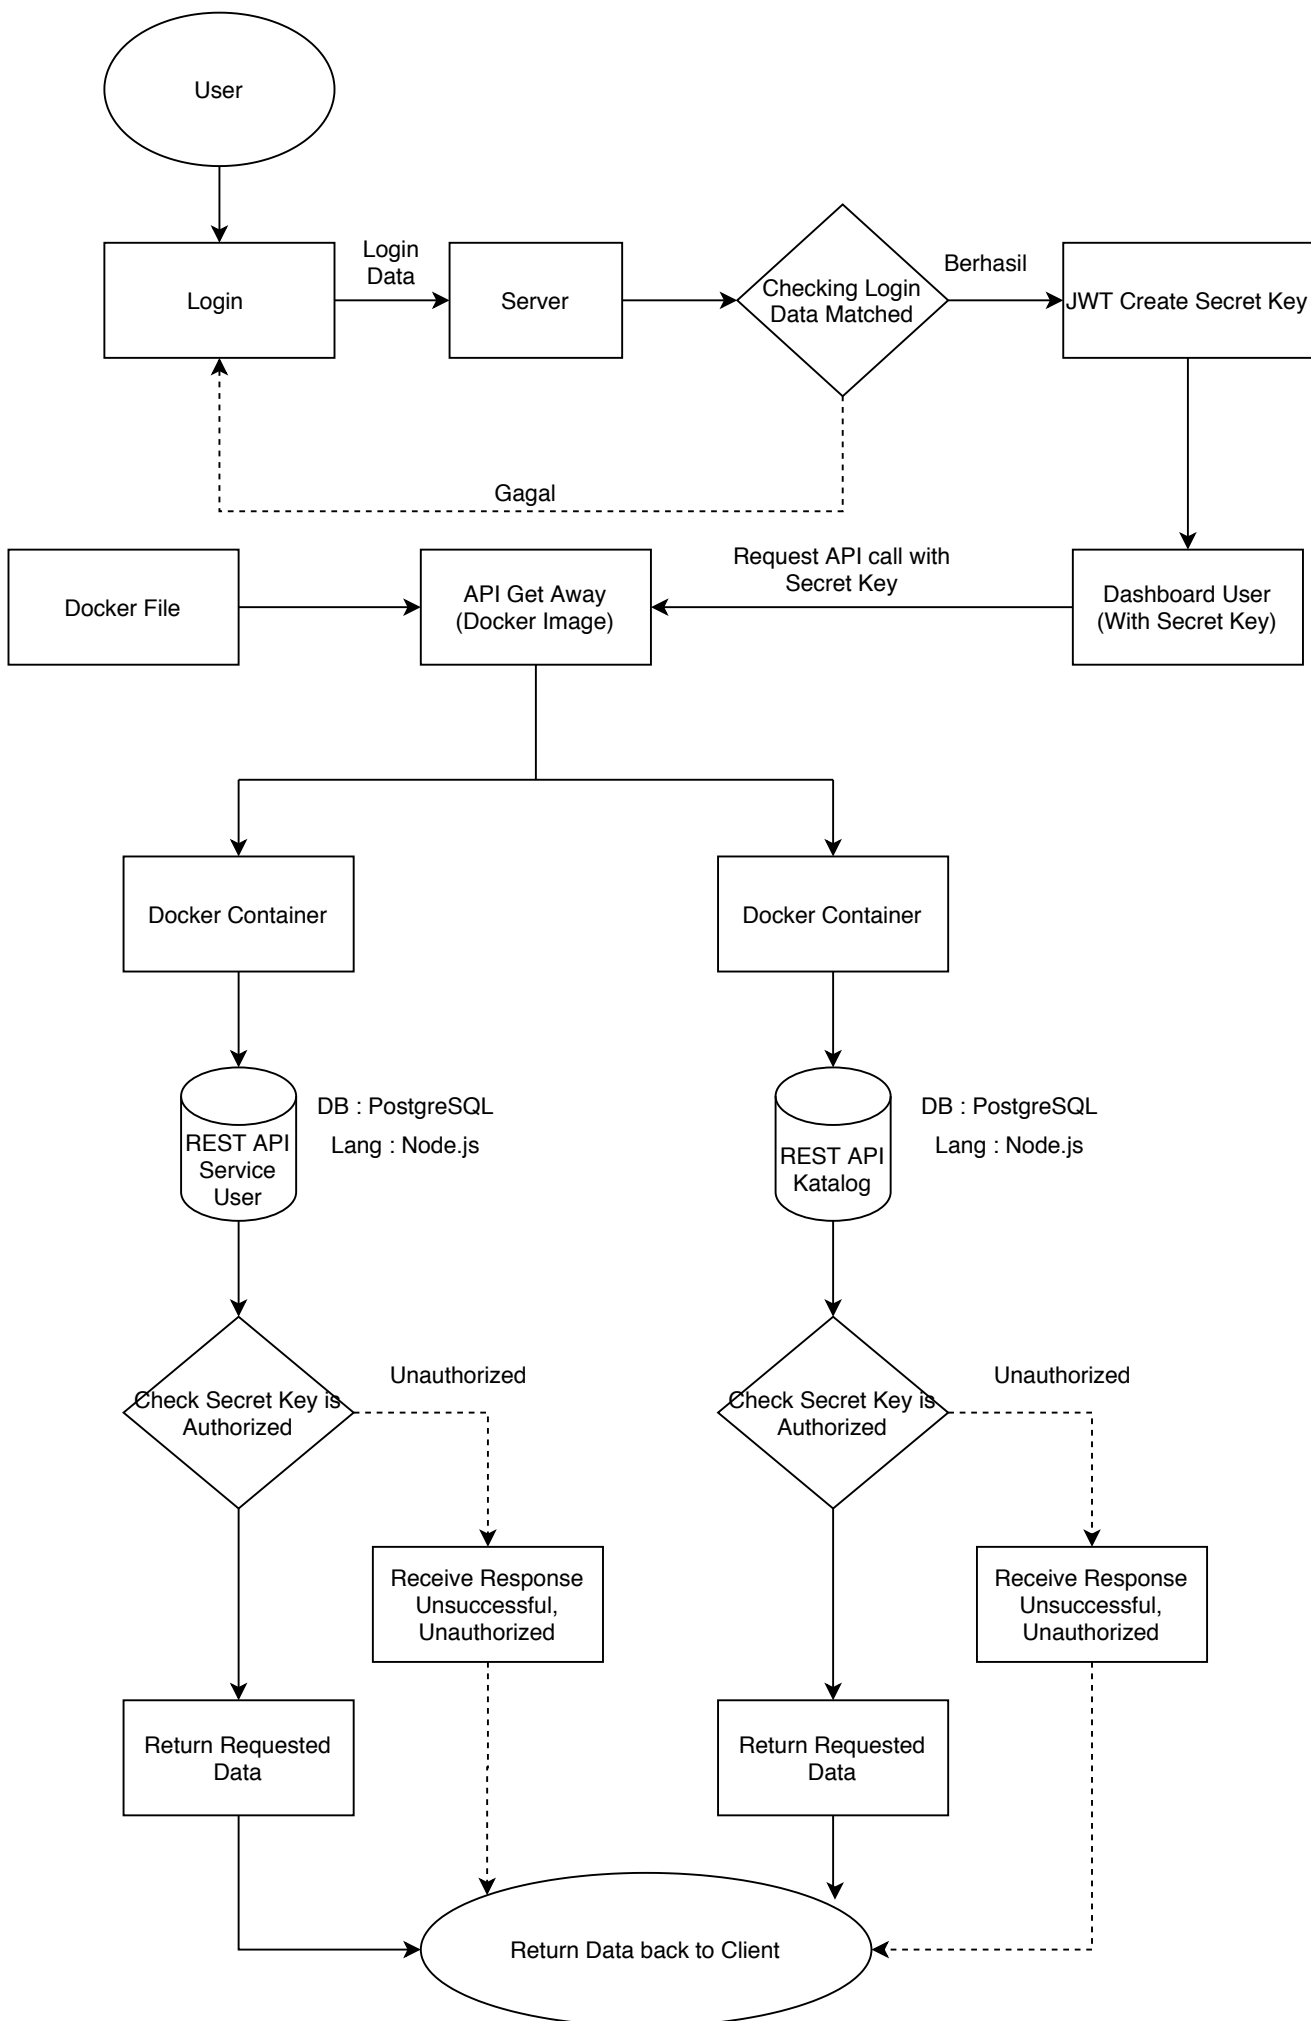 User
Login
Data
Login
Server
Checking Login
Data Matched
Berhasil
JWT Create Secret Key
Gagal
Docker File
API Get Away
(Docker Image)
Request API call with
Secret Key
Dashboard User
(With Secret Key)
Docker Container
Docker Container
REST API
Service
User
DB : PostgreSQL
Lang : Node.js
REST API
Katalog
DB : PostgreSQL
Lang : Node.js
Check Secret Key is
Authorized
Unauthorized
Check Secret Key is
Authorized
Unauthorized
Receive Response
Unsuccessful,
Unauthorized
Receive Response
Unsuccessful,
Unauthorized
Return Requested
Data
Return Requested
Data
Return Data back to Client